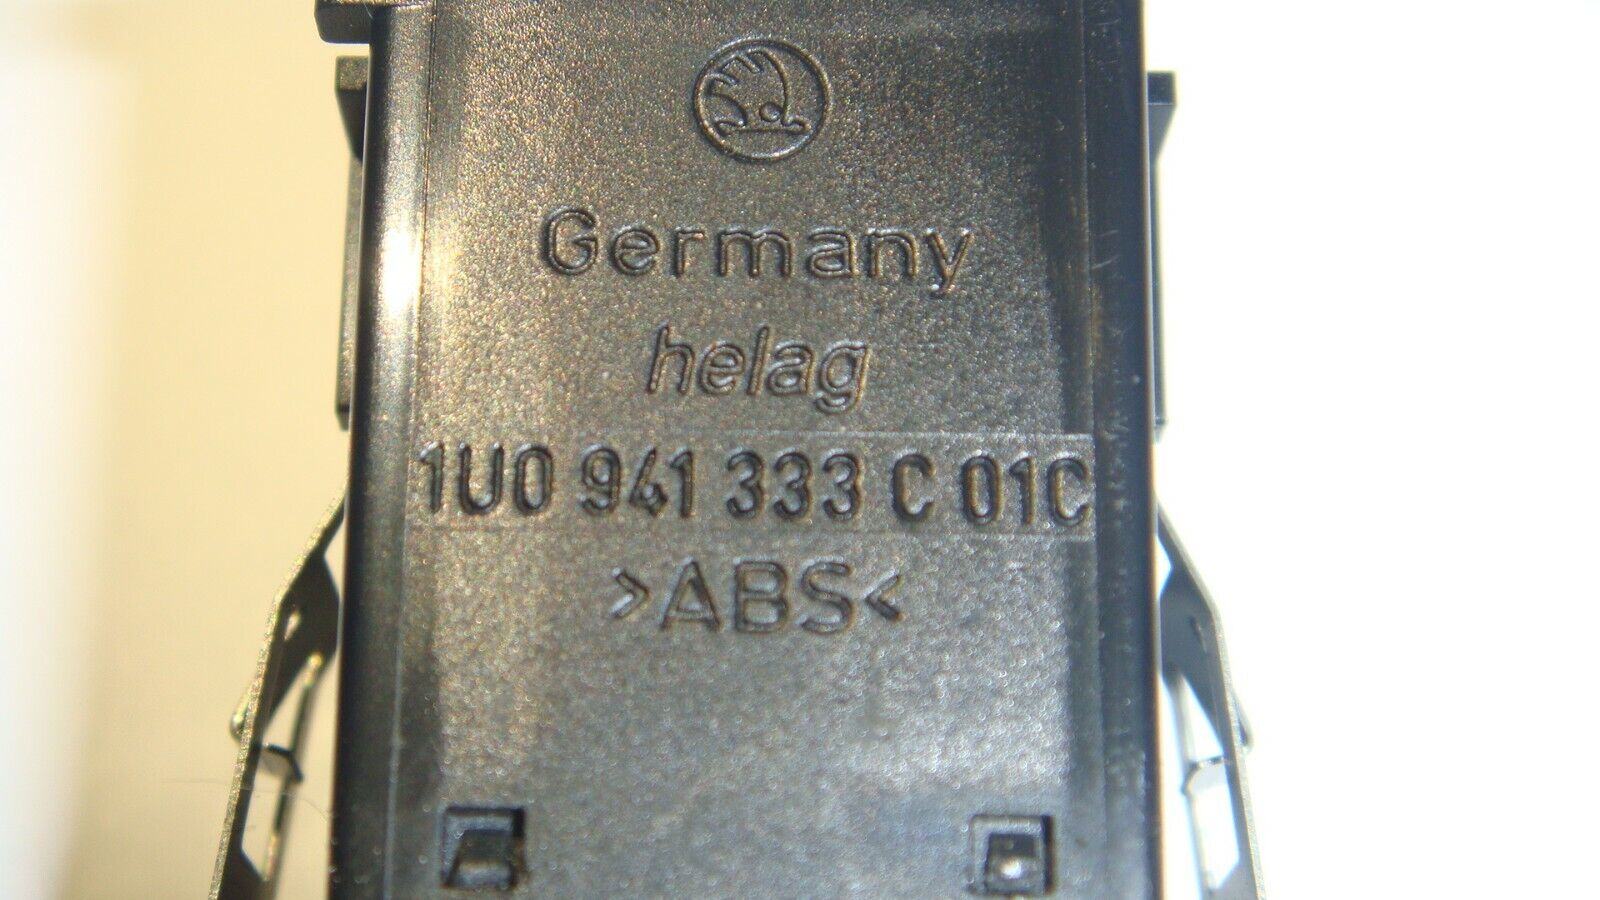 Germany
helag
1U0 941 333 C 01C
>ABS<